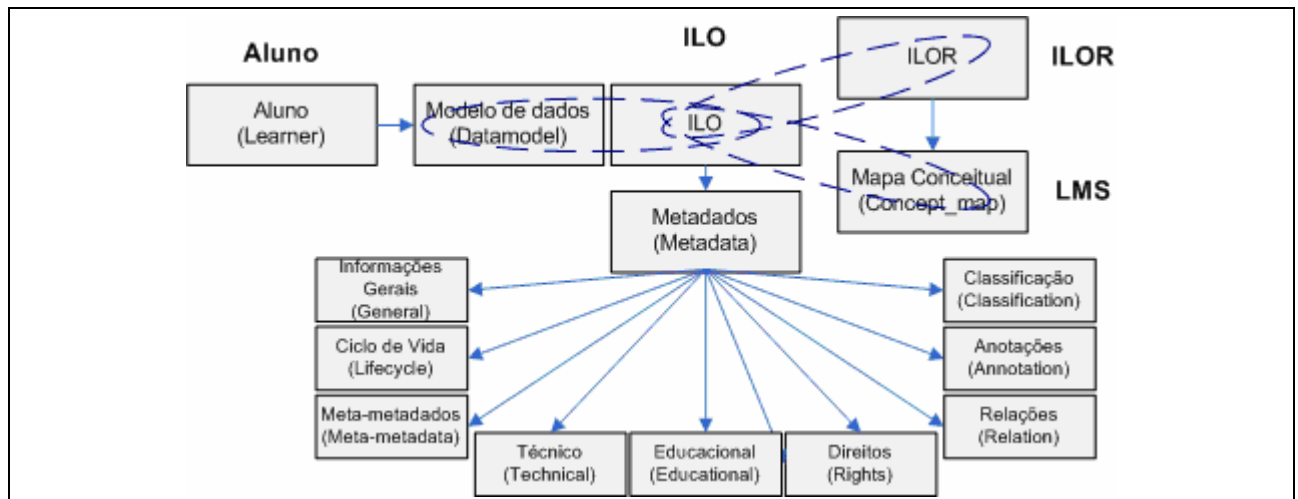 Aluno
ILO
ILOR
ILOR
Aluno
(Learner)
Modelo de dados
(Datamodel)
ILO
Mapa Conceitual
(Concept_map)
LMS
Metadados
(Metadata)
Informações
Gerais
(General)
Ciclo de Vida
(Lifecycle)
Meta-metadados
(Meta-metadata)
Técnico
(Technical)
Educacional
(Educational)
Direitos
(Rights)
Classificação
(Classification)
Anotações
(Annotation)
Relações
(Relation)